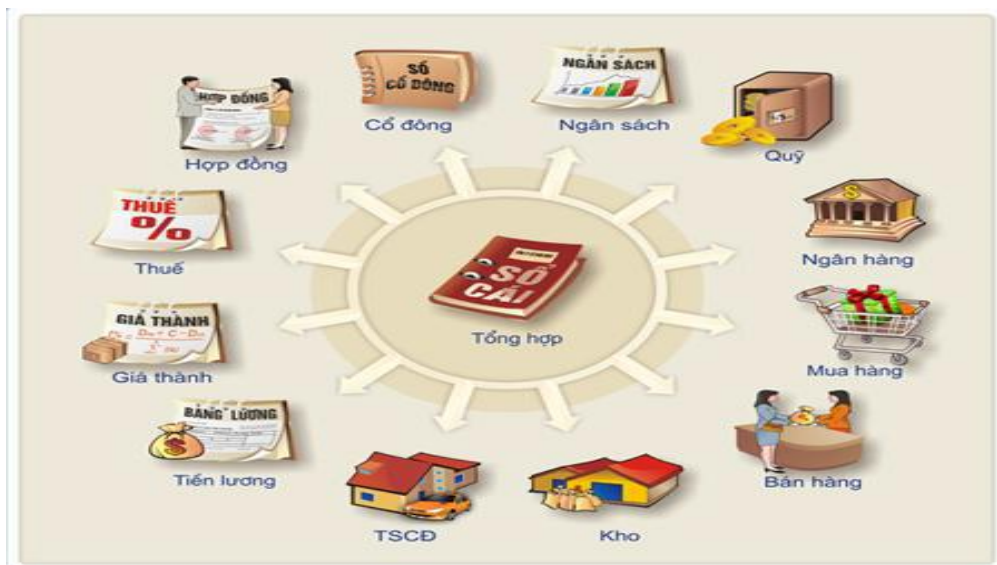 SỔ
CỔ ĐÔNG
Cổ đông
NGÂN SÁCH
Ngân sách
$
Quỹ
$
Ngân hàng
Mua hàng
$
Bán hàng
Kho
TSCĐ
BẢNG LƯƠNG
$
Tiền lương
GIÁ THÀNH
Giá thành
THUẾ
%
Thuế
HỢP ĐỒNG
Hợp đồng
SỔ
CÁI
Tổng hợp